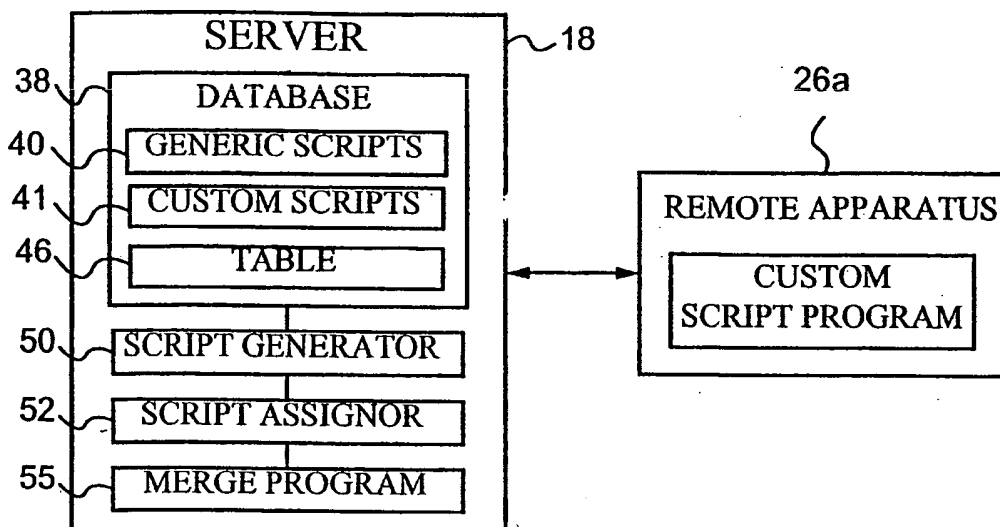 SERVER
18
38
DATABASE
40
GENERIC SCRIPTS
41
CUSTOM SCRIPTS
46
TABLE
50
SCRIPT GENERATOR
52
SCRIPT ASSIGNOR
55
MERGE PROGRAM
26a
REMOTE APPARATUS
CUSTOM
SCRIPT PROGRAM